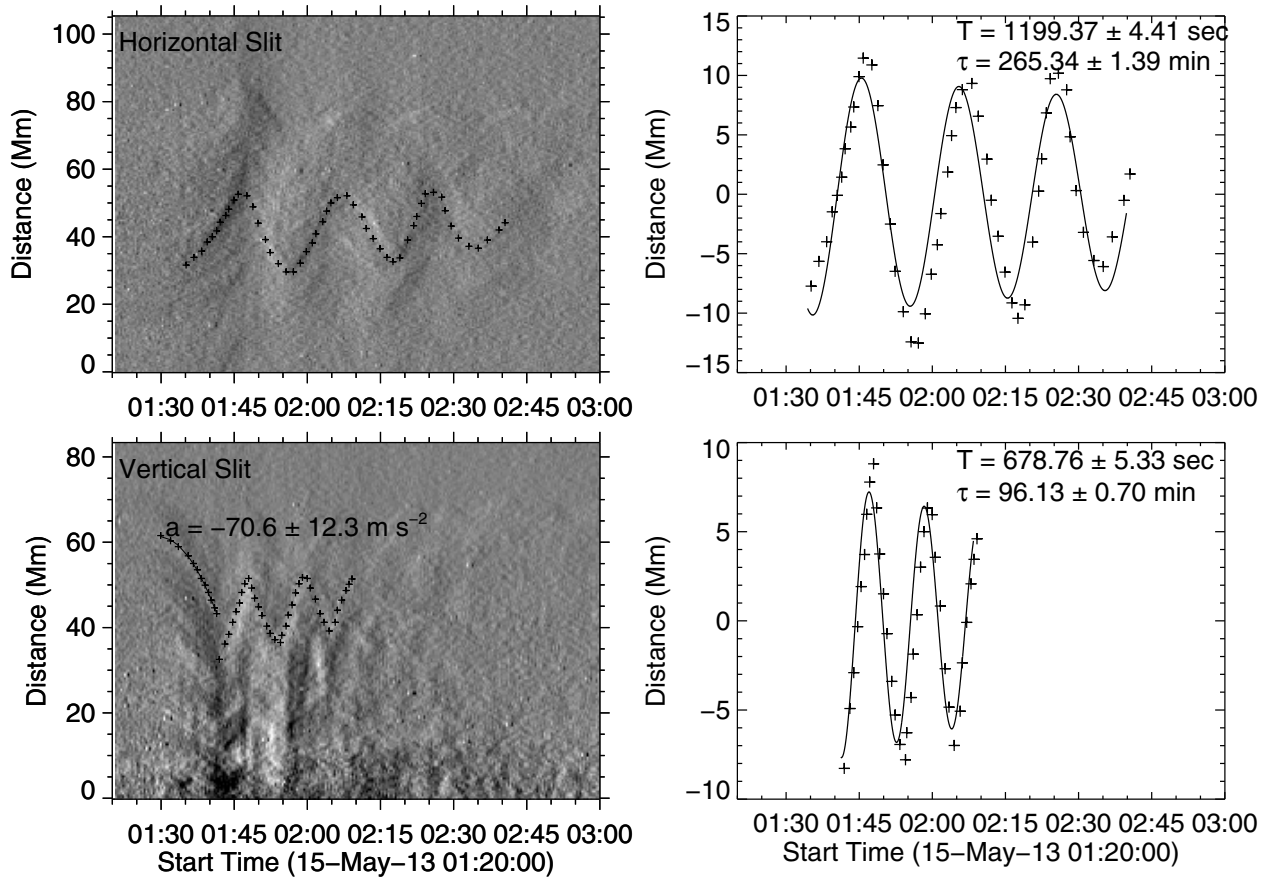 Horizontal Slit
100
80
60
40
20
0
Distance (Mm)
01:30 01:45 02:00 02:15 02:30 02:45 03:00
T = 1199.37 ± 4.41 sec
τ = 265.34 ± 1.39 min
15
10
5
0
−5
−10
−15
Distance (Mm)
01:30 01:45 02:00 02:15 02:30 02:45 03:00
Vertical Slit
a = −70.6 ± 12.3 m s⁻²
80
60
40
20
0
Distance (Mm)
01:30 01:45 02:00 02:15 02:30 02:45 03:00
Start Time (15−May−13 01:20:00)
T = 678.76 ± 5.33 sec
τ = 96.13 ± 0.70 min
10
5
0
−5
−10
Distance (Mm)
01:30 01:45 02:00 02:15 02:30 02:45 03:00
Start Time (15−May−13 01:20:00)